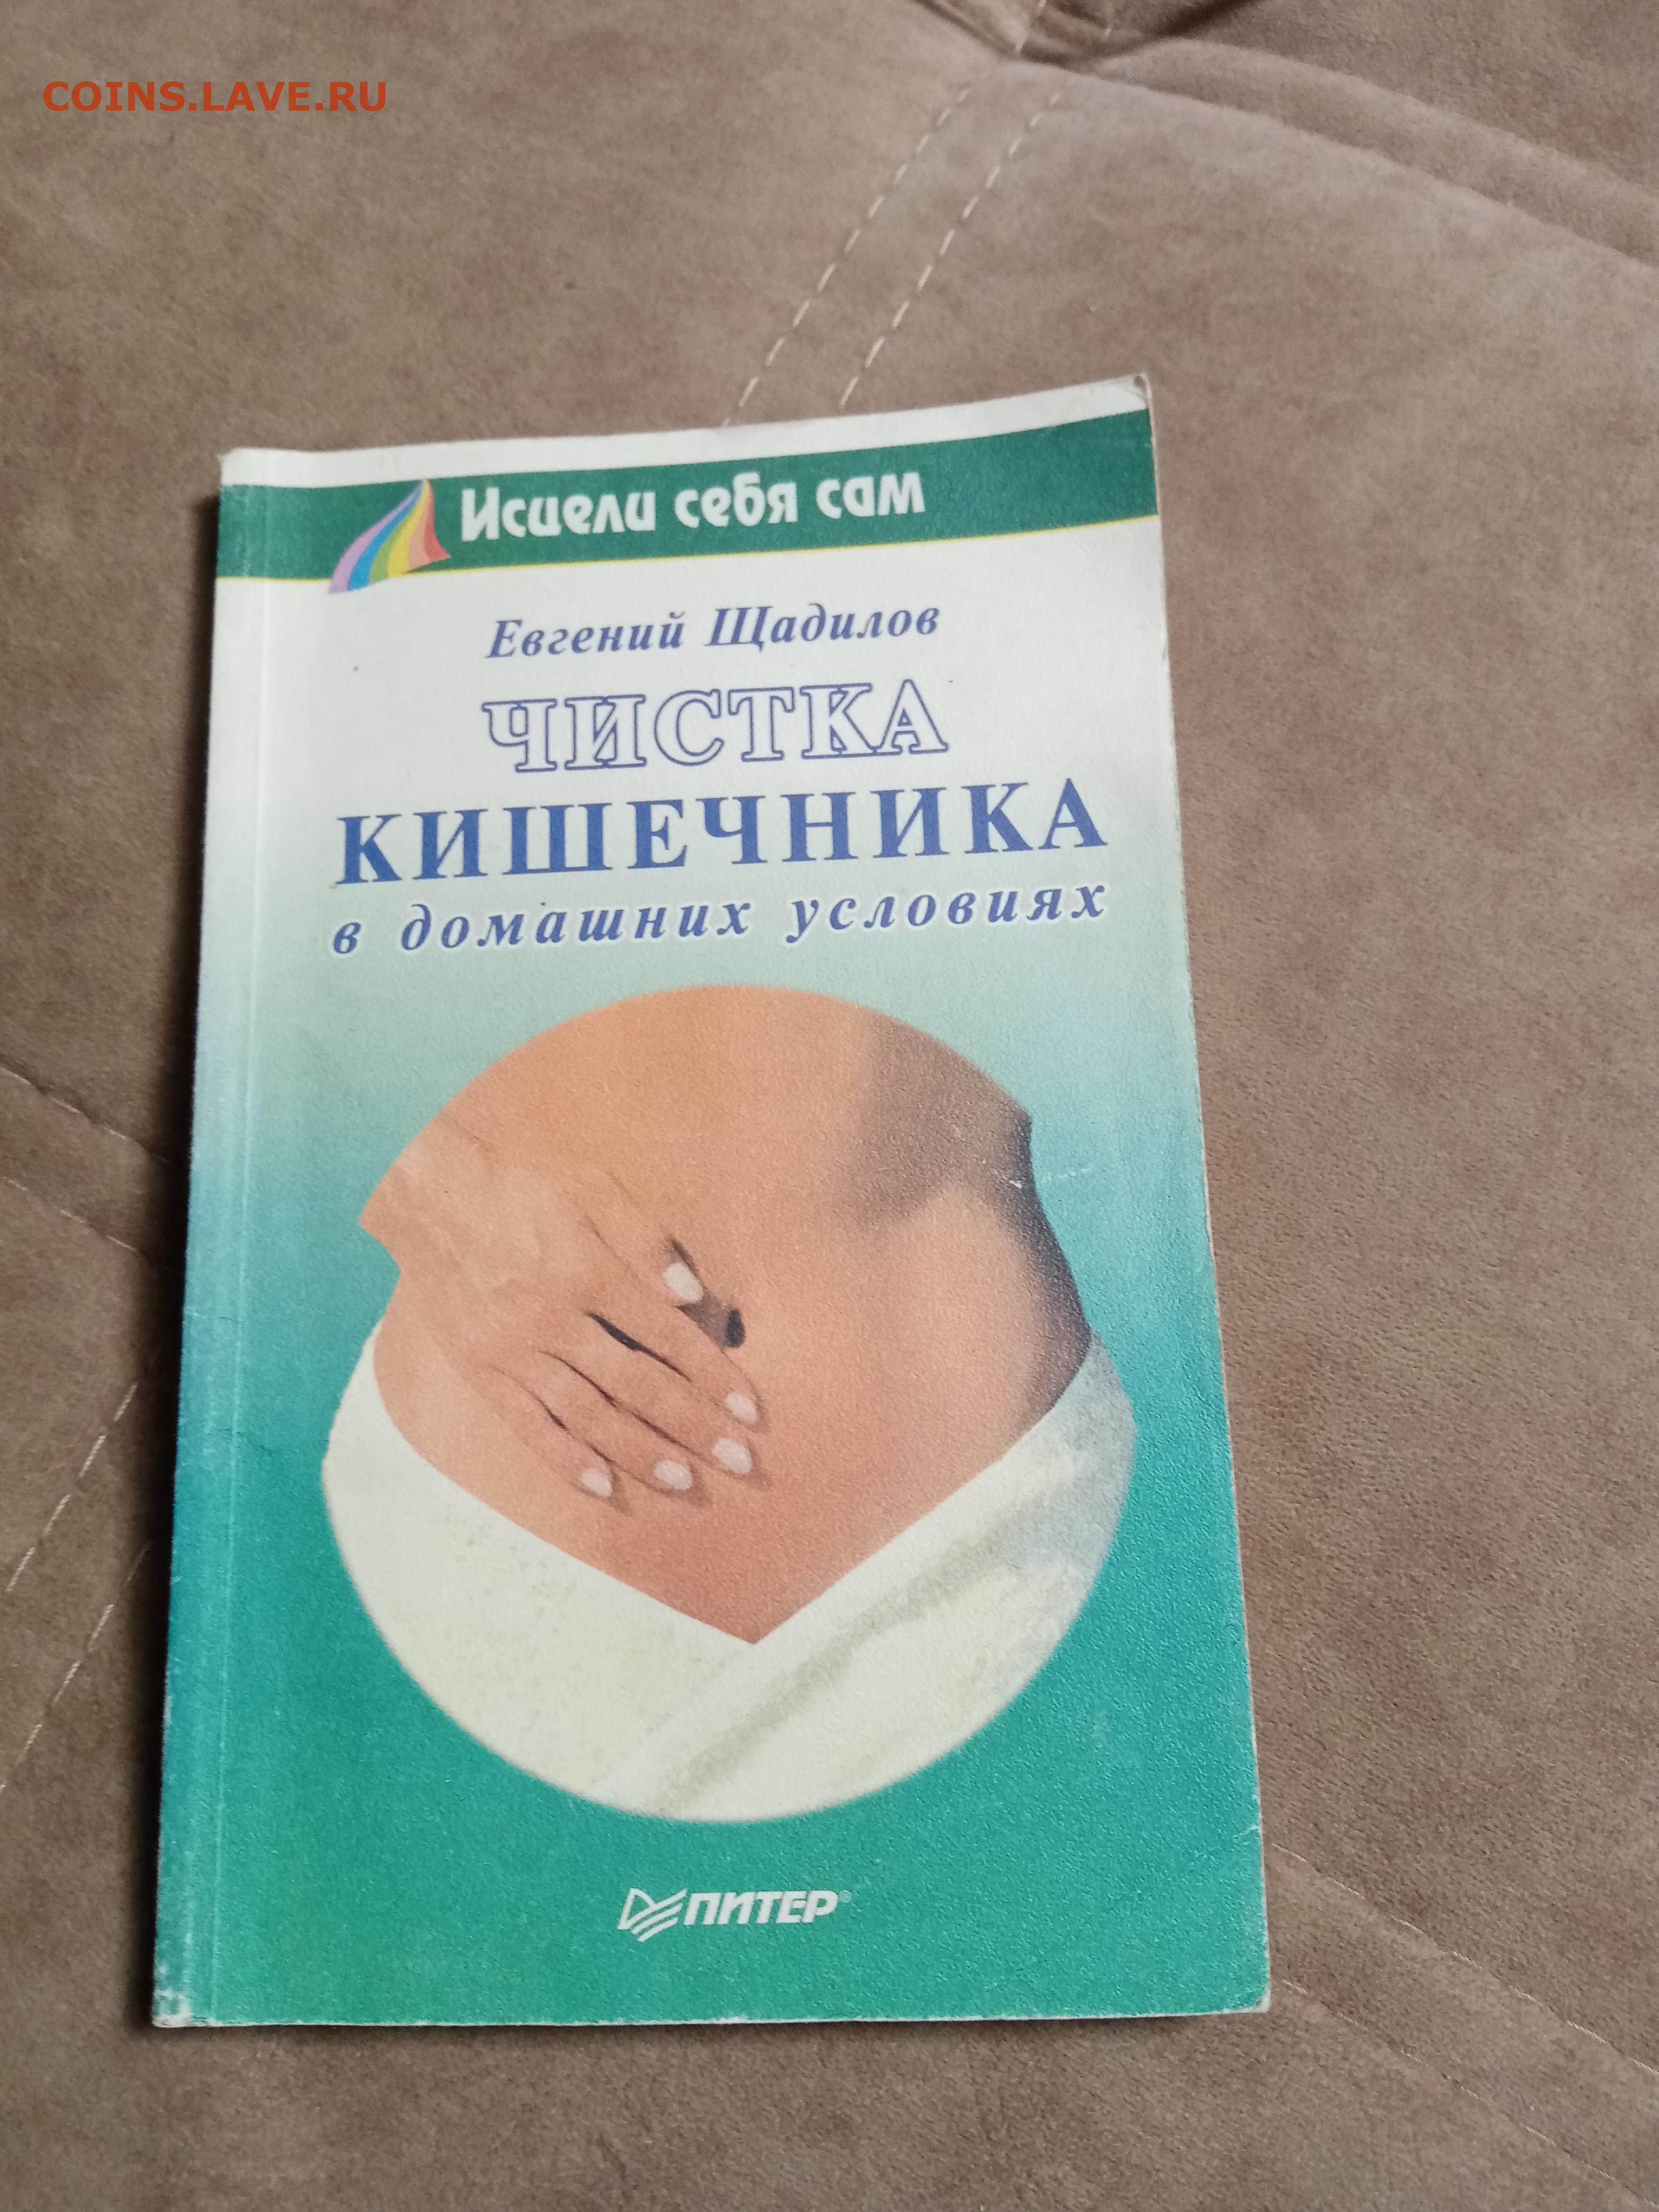 COINS.LAVE.RU
Исцели себя сам
Евгений Щадилов
ЧИСТКА
КИШЕЧНИКА
в домашних условиях
ПИТЕР®